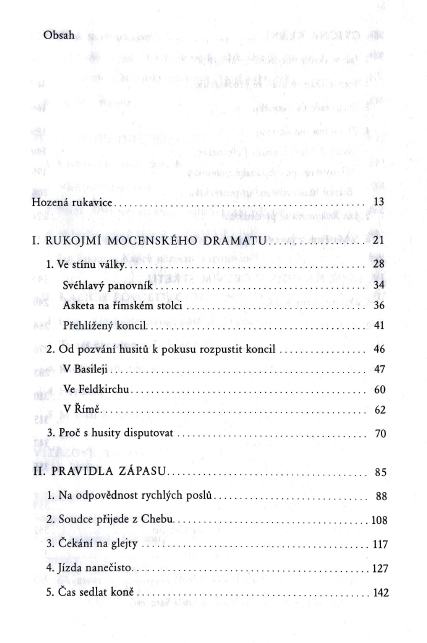 Obsah
Hozená rukavice 13
I. RUKOJMÍ MOCENSKÉHO DRAMATU 21
1. Ve stínu války 28
Svéhlavý panovník 34
Asketa na římském stolci 36
Přehlížený koncil 41
2. Od pozvání husitů k pokusu rozpustit koncil 46
V Basileji 47
Ve Feldkirchu 60
V Římě 62
3. Proč s husity disputovat 70
II. PRAVIDLA ZÁPASU 85
1. Na odpovědnost rychlých poslů 88
2. Soudce přijede z Chebu 108
3. Čekání na glejty 117
4. Jízda nanečisto 127
5. Čas sedlat koně 142